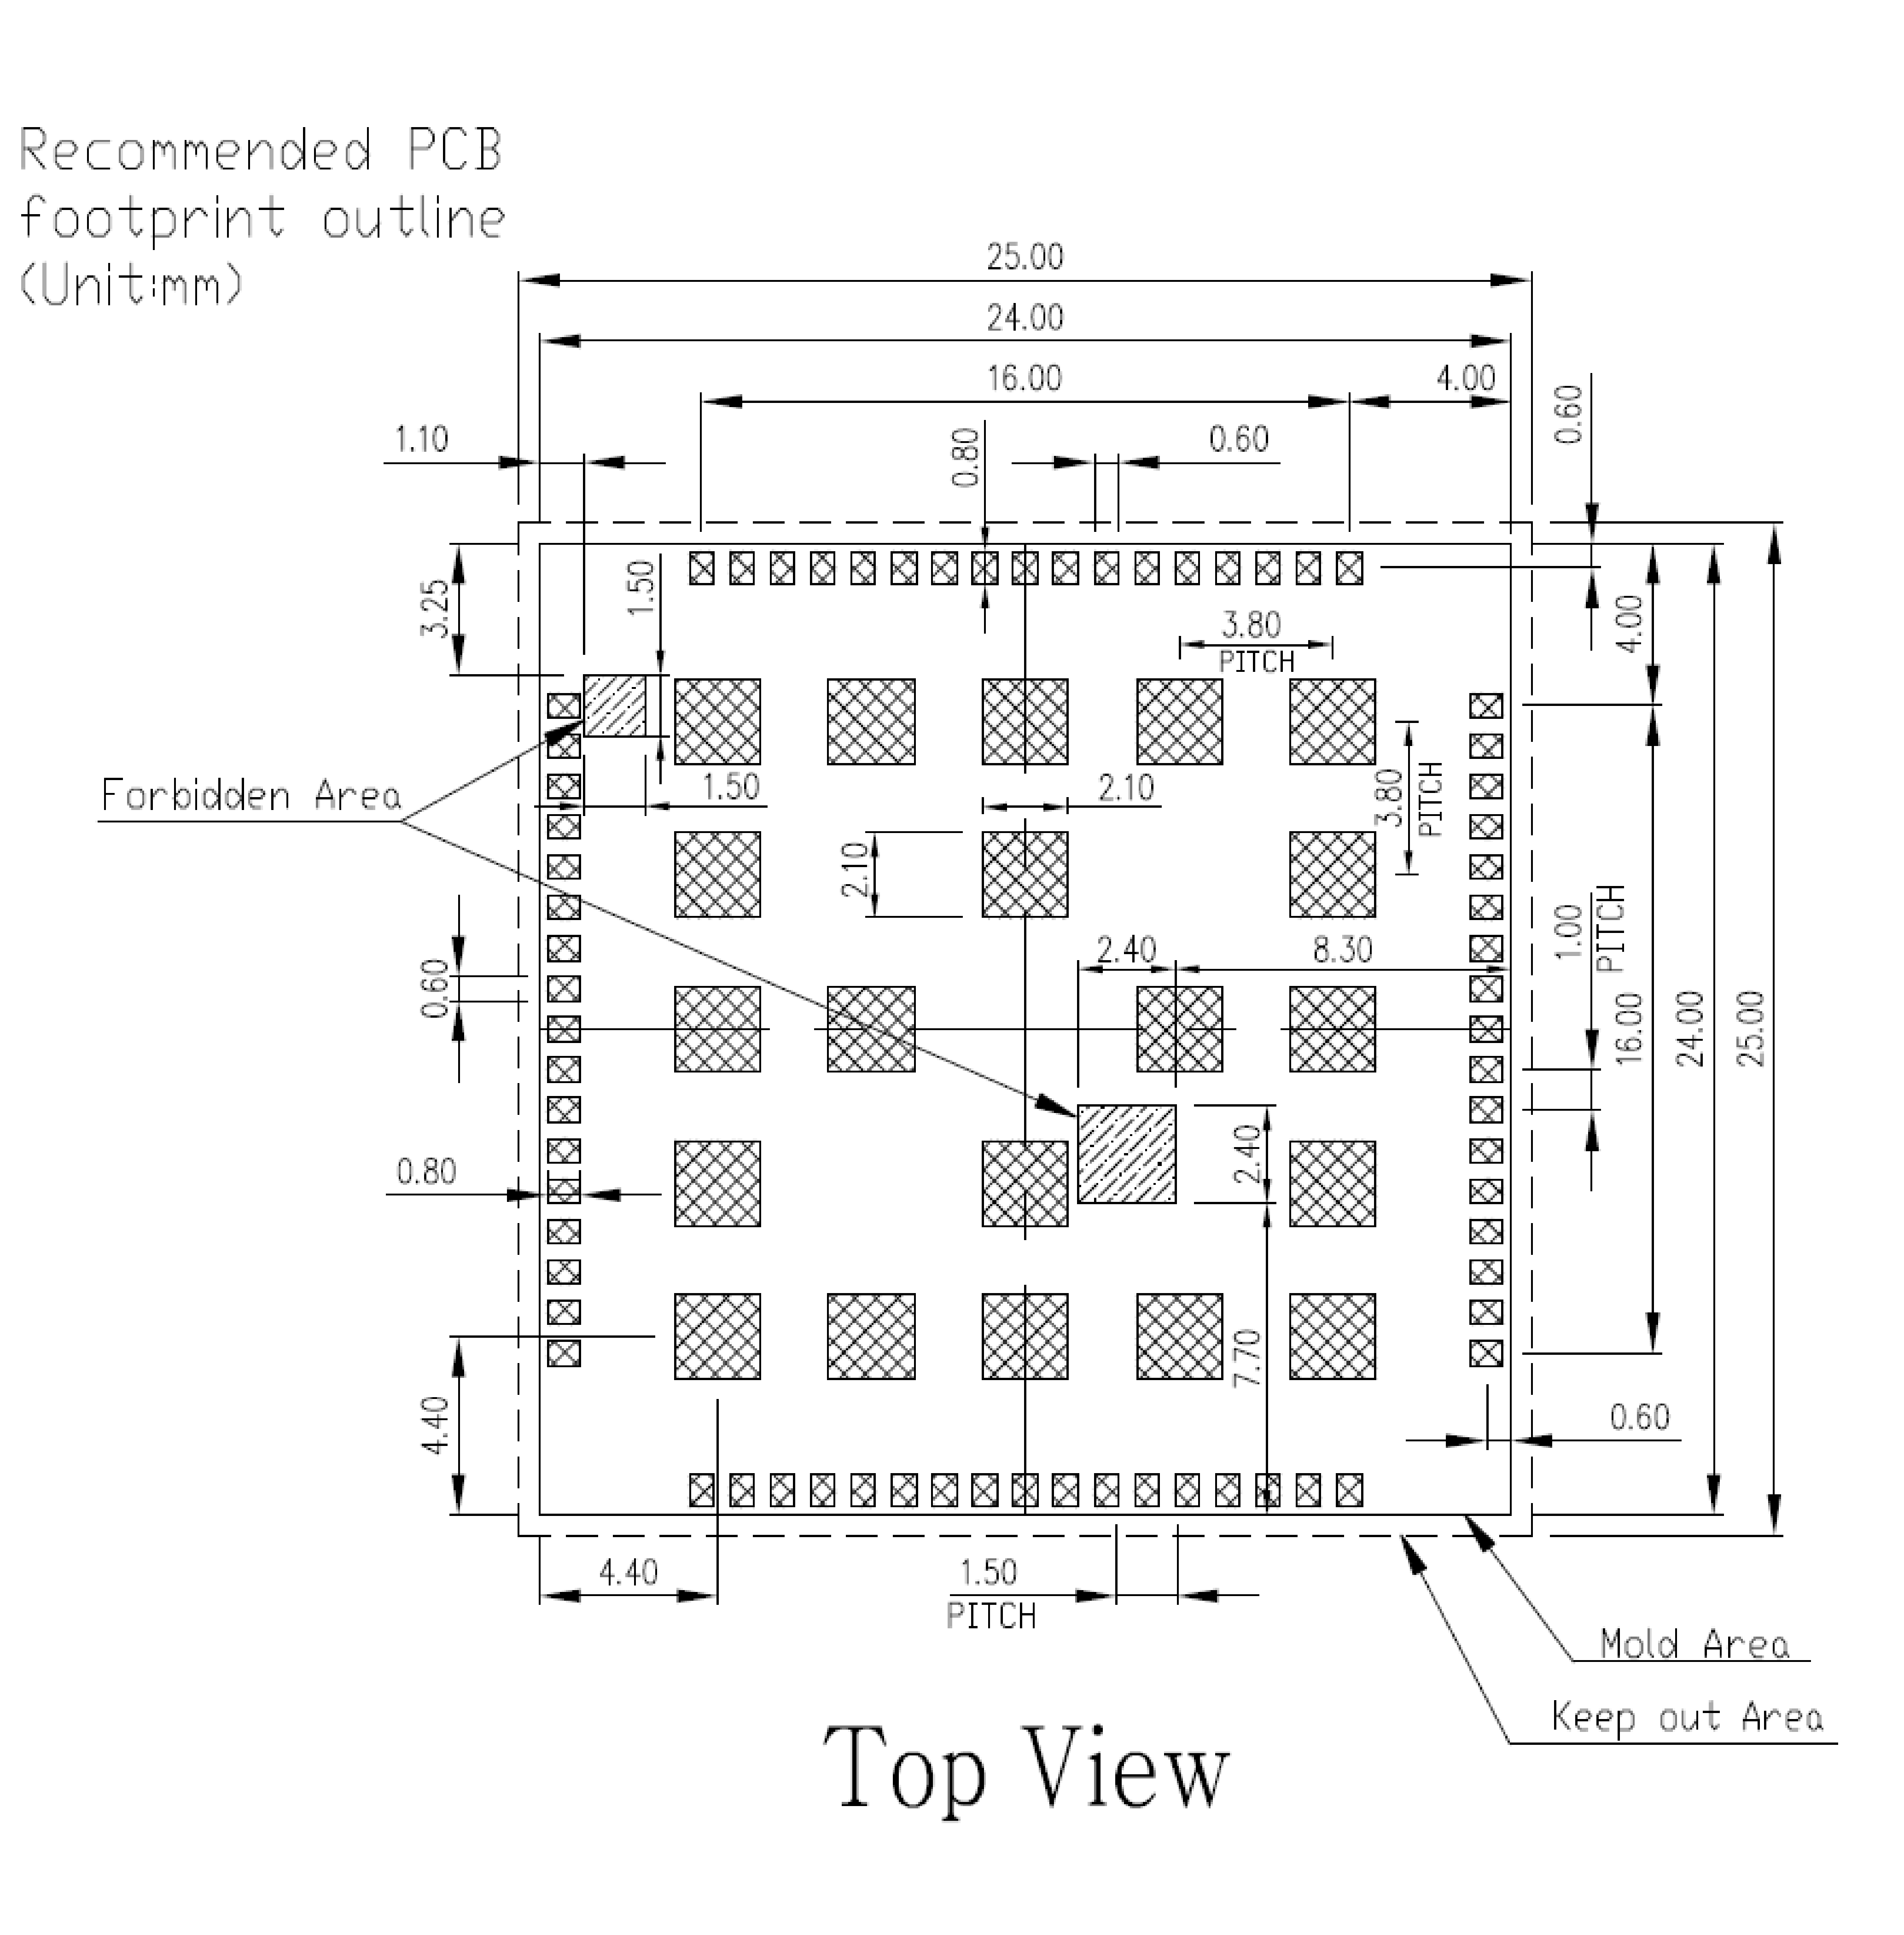 Recommended PCB
footprint outline
(Unit:mm)
25.00
24.00
16.00
4.00
1.10
0.80
0.60
0.60
3.25
1.50
3.80
PITCH
4.00
Forbidden Area
1.50
2.10
3.80
PITCH
2.10
2.40
8.30
1.00
PITCH
0.60
16.00
24.00
25.00
0.80
2.40
7.70
4.40
0.60
4.40
1.50
PITCH
Mold Area
Keep out Area
Top View